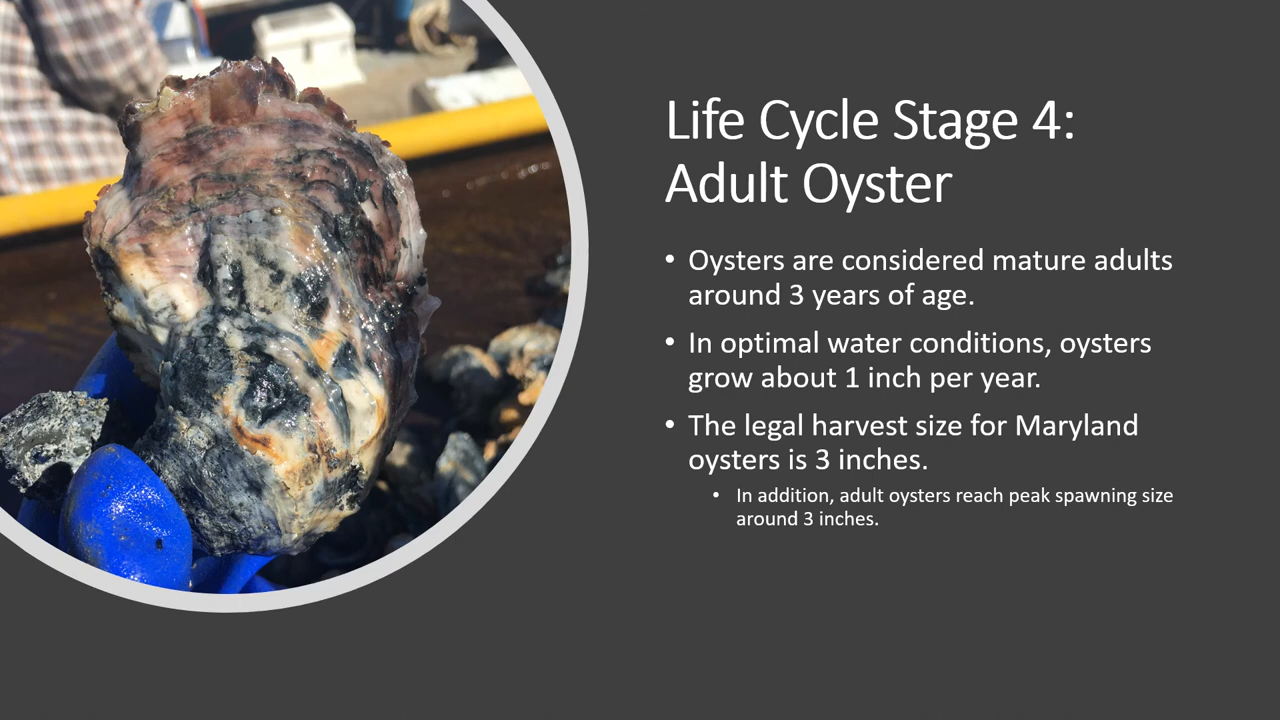 Life Cycle Stage 4:
Adult Oyster
• Oysters are considered mature adults
around 3 years of age.
• In optimal water conditions, oysters
grow about 1 inch per year.
• The legal harvest size for Maryland
oysters is 3 inches.
• In addition, adult oysters reach peak spawning size
around 3 inches.